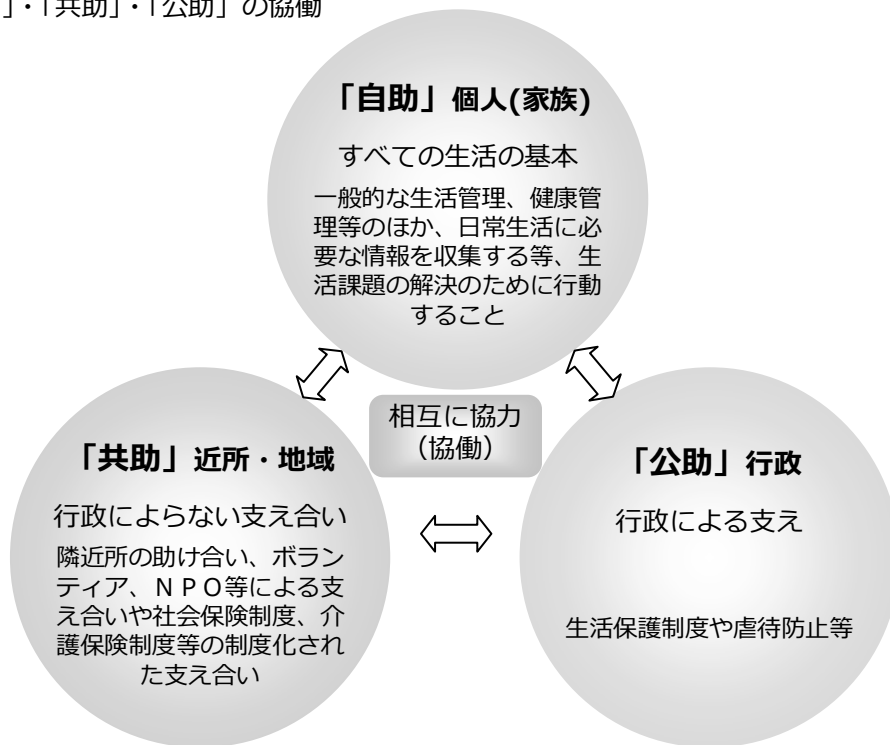 」・「共助」・「公助」の協働
「自助」個人(家族)
すべての生活の基本
一般的な生活管理、健康管
理等のほか、日常生活に必
要な情報を収集する等、生
活課題の解決のために行動
すること
相互に協力
（協働）
「共助」近所・地域
行政によらない支え合い
隣近所の助け合い、ボラン
ティア、ＮＰＯ等による支
え合いや社会保険制度、介
護保険制度等の制度化され
た支え合い
「公助」行政
行政による支え
生活保護制度や虐待防止等